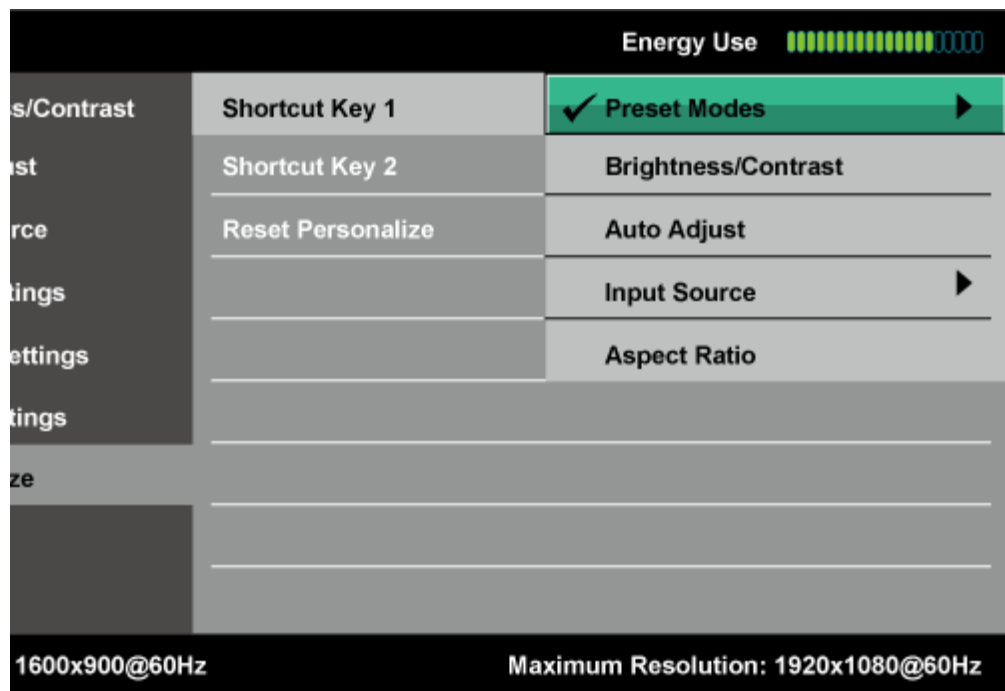 Energy Use
s/Contrast
Shortcut Key 1
Preset Modes
ust
Shortcut Key 2
Brightness/Contrast
rce
Reset Personalize
Auto Adjust
tings
Input Source
ettings
Aspect Ratio
tings
ze
1600x900@60Hz
Maximum Resolution: 1920x1080@60Hz